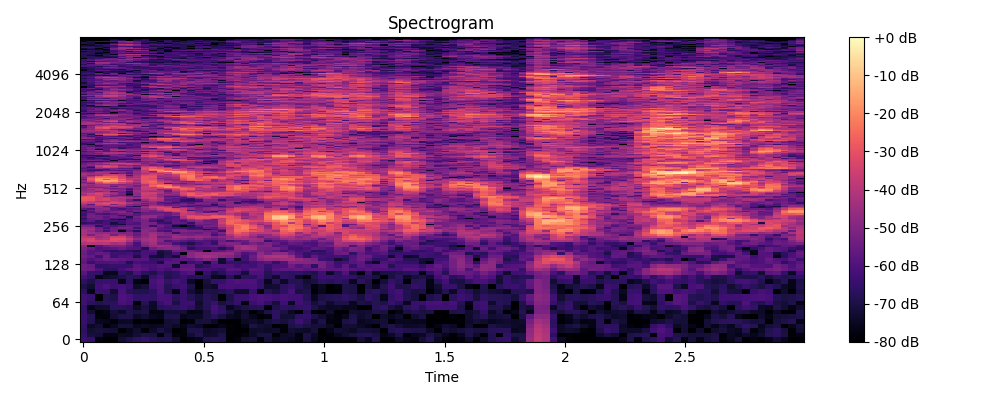 Spectrogram
Hz
4096
2048
1024
512
256
128
64
0
0
0.5
1
1.5
2
2.5
Time
+0 dB
-10 dB
-20 dB
-30 dB
-40 dB
-50 dB
-60 dB
-70 dB
-80 dB